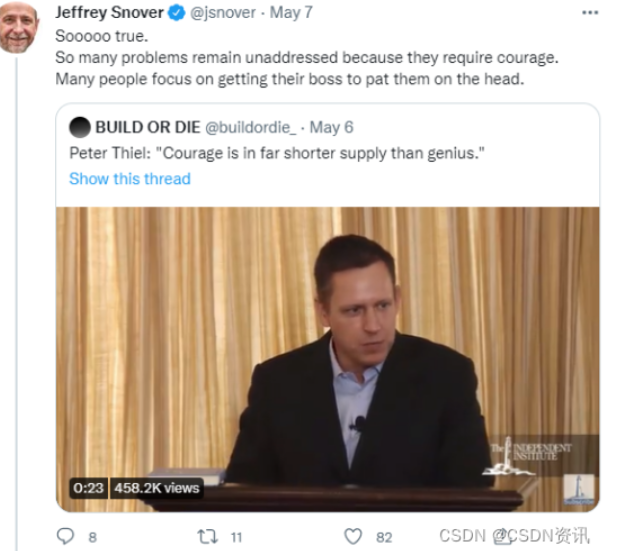 Jeffrey Snover @jsnover · May 7
Sooooo true.
So many problems remain unaddressed because they require courage.
Many people focus on getting their boss to pat them on the head.
BUILD OR DIE @buildordie_ · May 6
Peter Thiel: "Courage is in far shorter supply than genius."
Show this thread
The INDEPENDENT
INSTITUTE
0:23 458.2K views
8 11 82
CSDN @CSDN资讯